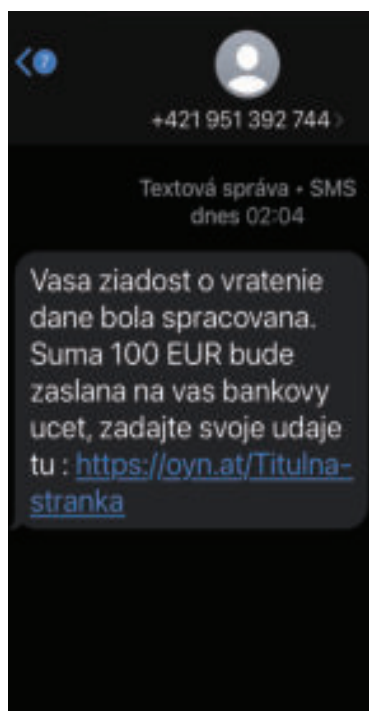 7
+421 951 392 744
Textová správa • SMS
dnes 02:04
Vasa ziadost o vratenie
dane bola spracovana.
Suma 100 EUR bude
zaslana na vas bankovy
ucet, zadajte svoje udaje
tu : https://oyn.at/Titulna-
stranka